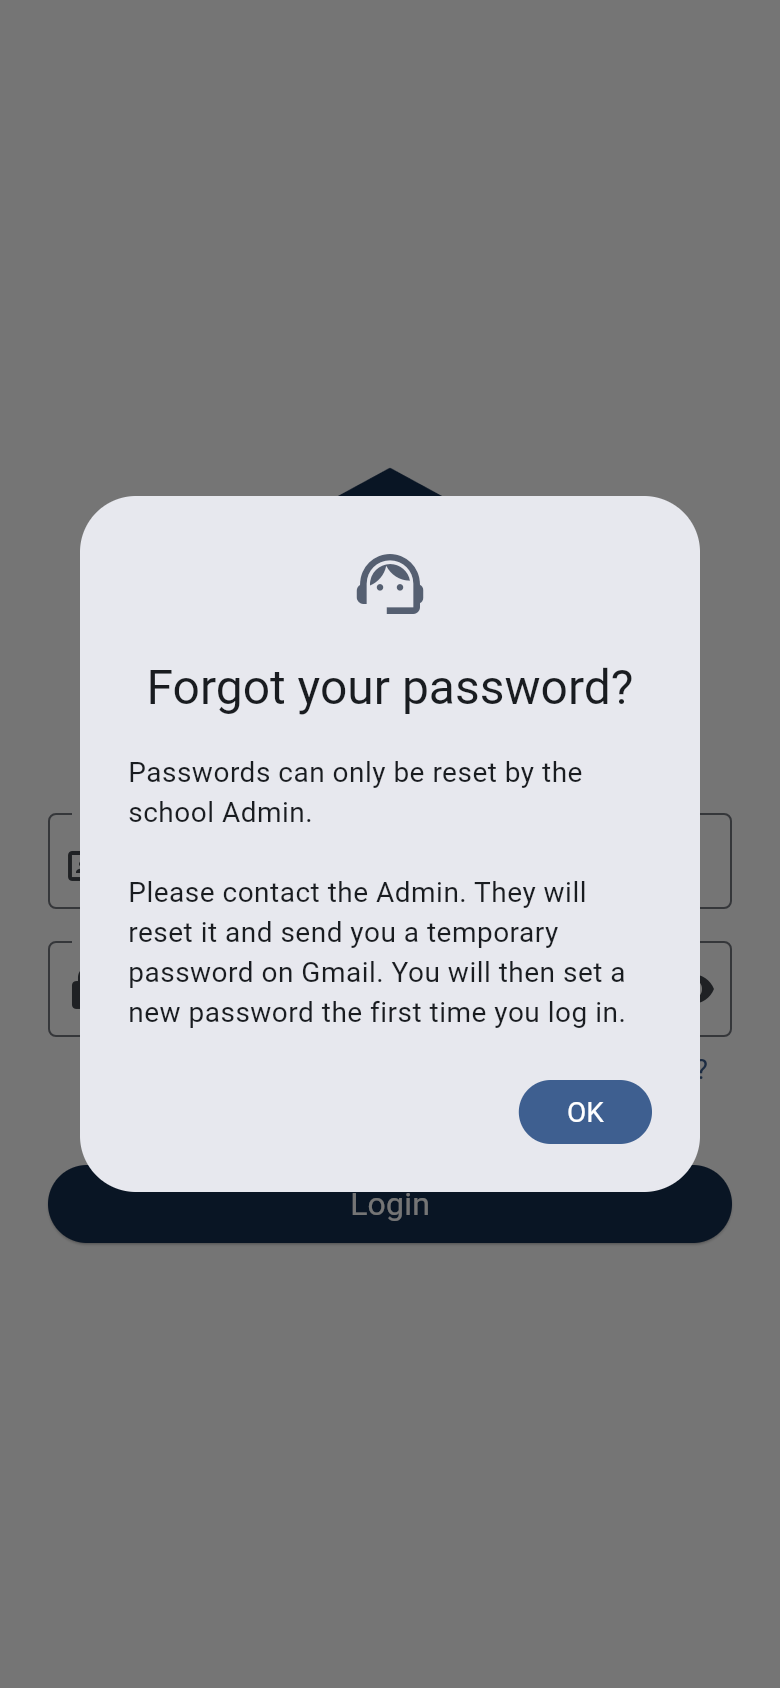 Forgot your password?
Passwords can only be reset by the
school Admin.
Please contact the Admin. They will
reset it and send you a temporary
password on Gmail. You will then set a
new password the first time you log in.
?
OK
Login